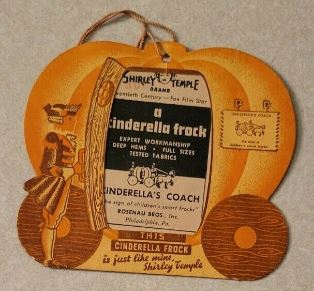 SHIRLEY TEMPLE
BRAND
Twentieth Century-Fox Film Star
a
cinderella frock
EXPERT WORKMANSHIP
DEEP HEMS • FULL SIZES
TESTED FABRICS
CINDERELLA'S COACH
"the sign of children's smart frocks"
ROSENAU BROS., Inc.
Philadelphia, Pa.
CINDERELLA'S COACH
THIS
CINDERELLA FROCK
is just like mine,
Shirley Temple